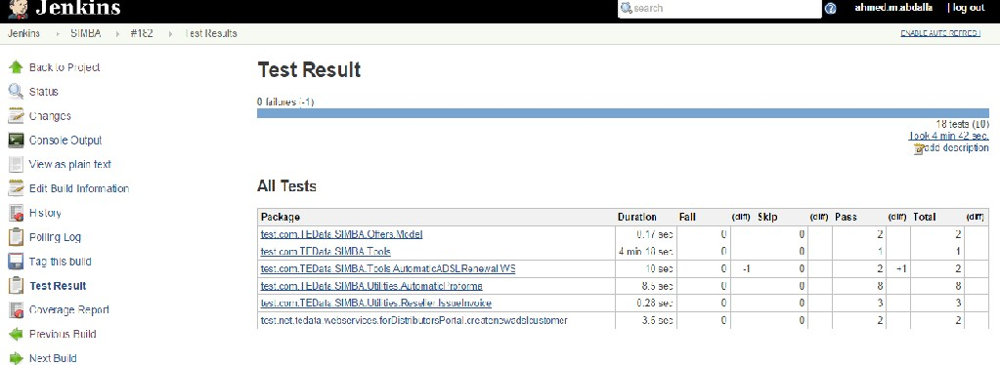 Jenkins
search
ahmed.m.abdalla | log out
Jenkins SIMBA #182 Test Results
ENABLE AUTO REFRESH
Back to Project
Status
Changes
Console Output
View as plain text
Edit Build Information
History
Polling Log
Tag this build
Test Result
Coverage Report
Previous Build
Next Build
Test Result
0 failures (-1)
18 tests (±0)
Took 4 min 42 sec.
add description
All Tests
Package Duration Fail (diff) Skip (diff) Pass (diff) Total (diff)
test.com.TEData.SIMBA.Offers.Model 0.17 sec 0 0 2 2
test.com.TEData.SIMBA.Tools 4 min 18 sec 0 0 1 1
test.com.TEData.SIMBA.Tools.AutomaticADSLRenewalWS 10 sec 0 -1 0 2 +1 2
test.com.TEData.SIMBA.Utilities.AutomaticProforma 8.5 sec 0 0 8 8
test.com.TEData.SIMBA.Utilities.Reseller.IssueInvoice 0.28 sec 0 0 3 3
test.net.tedata.webservices.forDistributorsPortal.createnewadslcustomer 3.5 sec 0 0 2 2